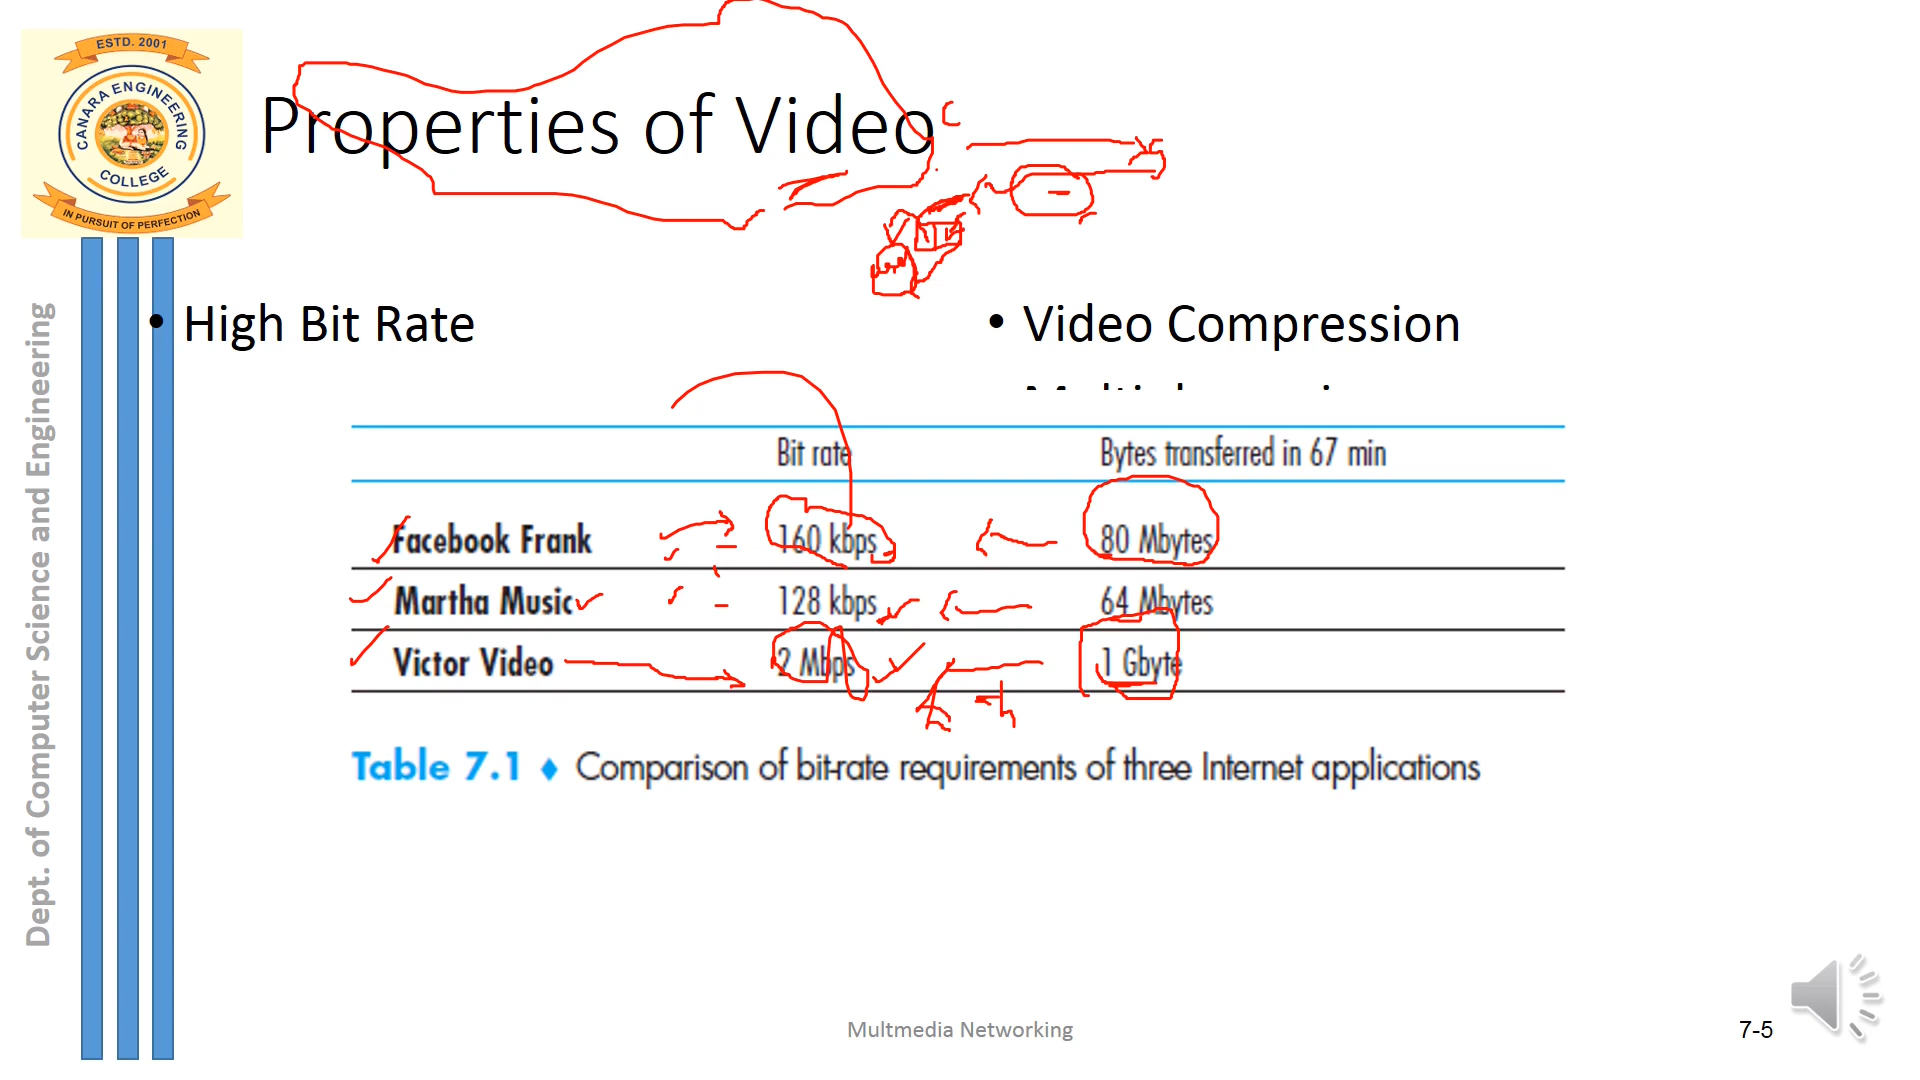 ESTD. 2001
CANARA ENGINEERING
COLLEGE
IN PURSUIT OF PERFECTION
Properties of Video
Dept. of Computer Science and Engineering
• High Bit Rate
• Video Compression
Bit rate Bytes transferred in 67 min
Facebook Frank 160 kbps 80 Mbytes
Martha Music 128 kbps 64 Mbytes
Victor Video 2 Mbps 1 Gbyte
Table 7.1 ♦ Comparison of bit-rate requirements of three Internet applications
Multmedia Networking
7-5